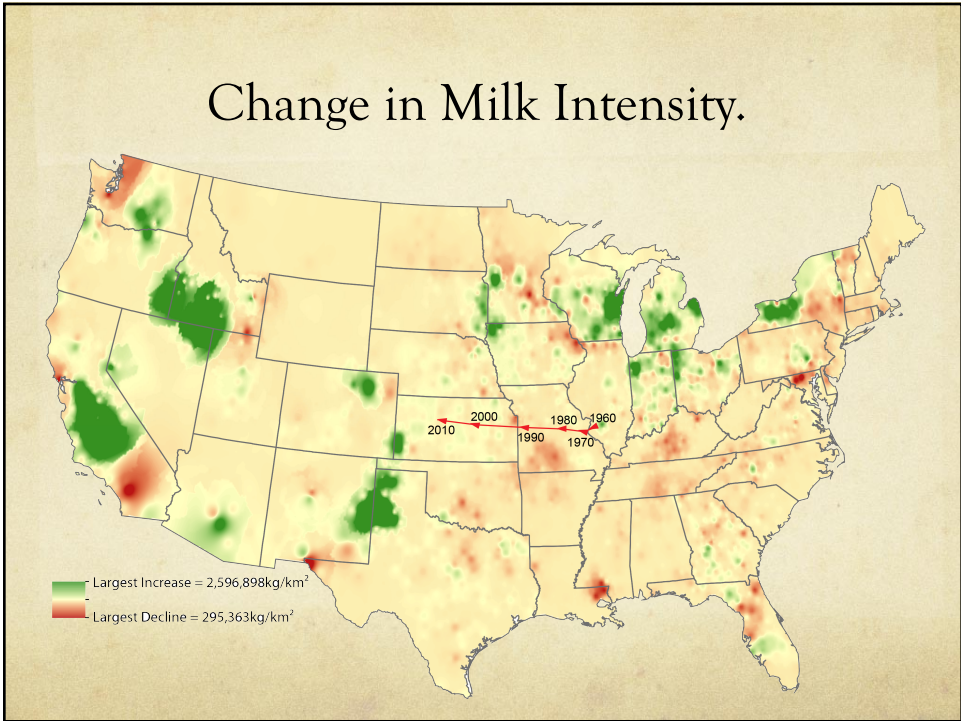 Change in Milk Intensity.
2000
1980
1960
2010
1990
1970
Largest Increase = 2,596,898kg/km²
Largest Decline = 295,363kg/km²